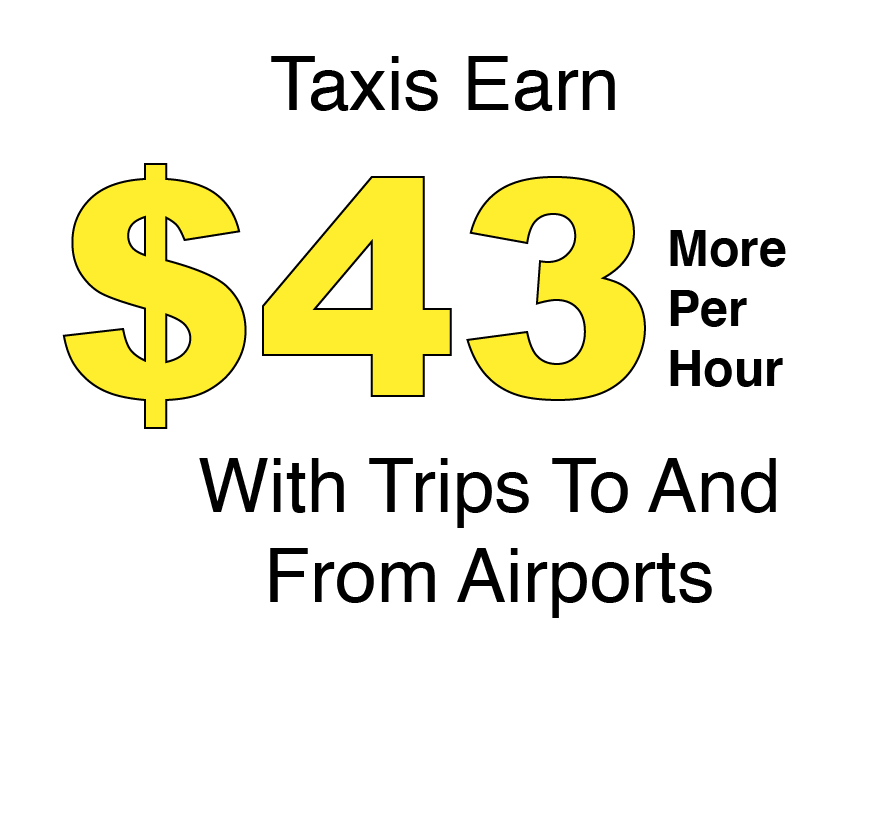 Taxis Earn
$43
More
Per
Hour
With Trips To And
From Airports